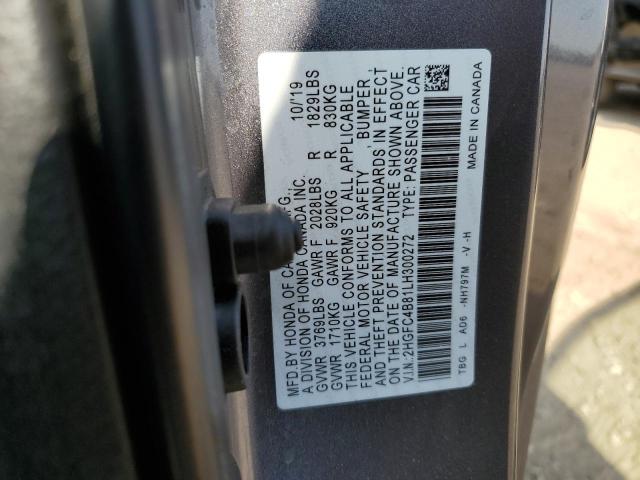 MFD. BY HONDA OF CA MFG., 10/19
A DIVISION OF HONDA CANADA INC.
GVWR 3769LBS GAWR F 2028LBS R 1829LBS
GVWR 1710KG GAWR F 920KG R 830KG
THIS VEHICLE CONFORMS TO ALL APPLICABLE
FEDERAL MOTOR VEHICLE SAFETY, BUMPER,
AND THEFT PREVENTION STANDARDS IN EFFECT
ON THE DATE OF MANUFACTURE SHOWN ABOVE.
V.I.N.: TYPE: PASSENGER CAR
TBG L AD6 -NH797M -V -H
MADE IN CANADA